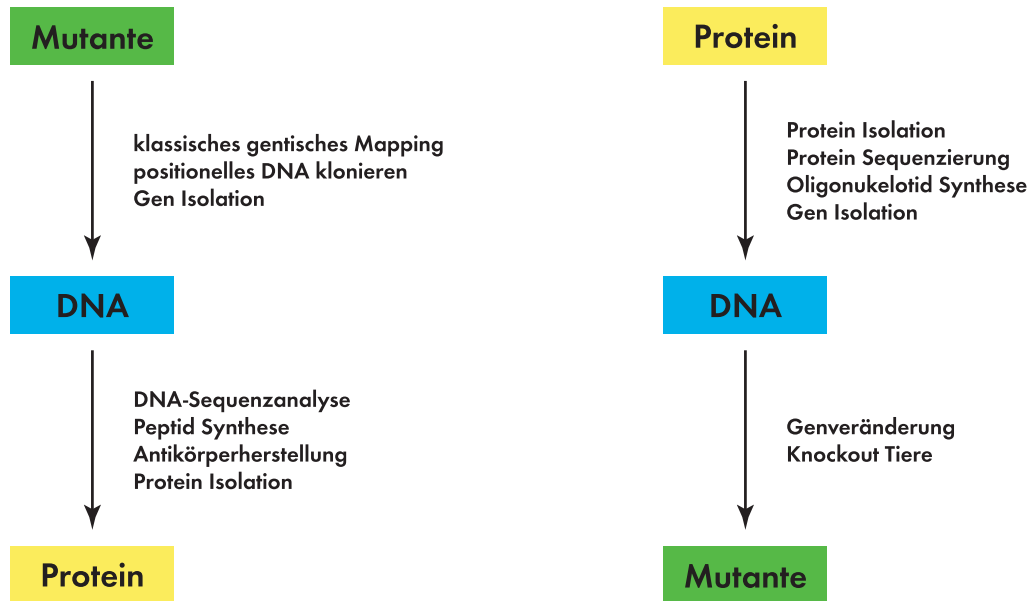 Mutante
klassisches gentisches Mapping
positionelles DNA klonieren
Gen Isolation
DNA
DNA-Sequenzanalyse
Peptid Synthese
Antikörperherstellung
Protein Isolation
Protein
Protein
Protein Isolation
Protein Sequenzierung
Oligonukelotid Synthese
Gen Isolation
DNA
Genveränderung
Knockout Tiere
Mutante